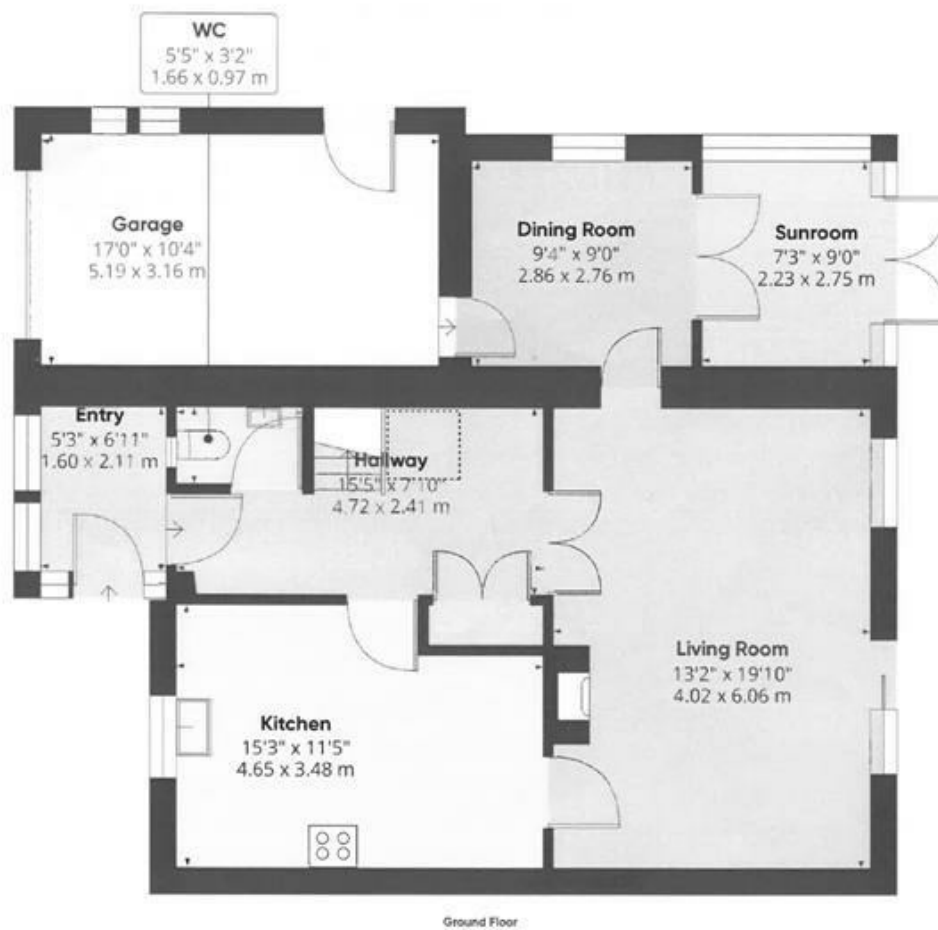 WC
5'5" x 3'2"
1.66 x 0.97 m
Garage
17'0" x 10'4"
5.19 x 3.16 m
Dining Room
9'4" x 9'0"
2.86 x 2.76 m
Sunroom
7'3" x 9'0"
2.23 x 2.75 m
Entry
5'3" x 6'11"
1.60 x 2.11 m
Hallway
15'5" x 7'10"
4.72 x 2.41 m
Living Room
13'2" x 19'10"
4.02 x 6.06 m
Kitchen
15'3" x 11'5"
4.65 x 3.48 m
Ground Floor